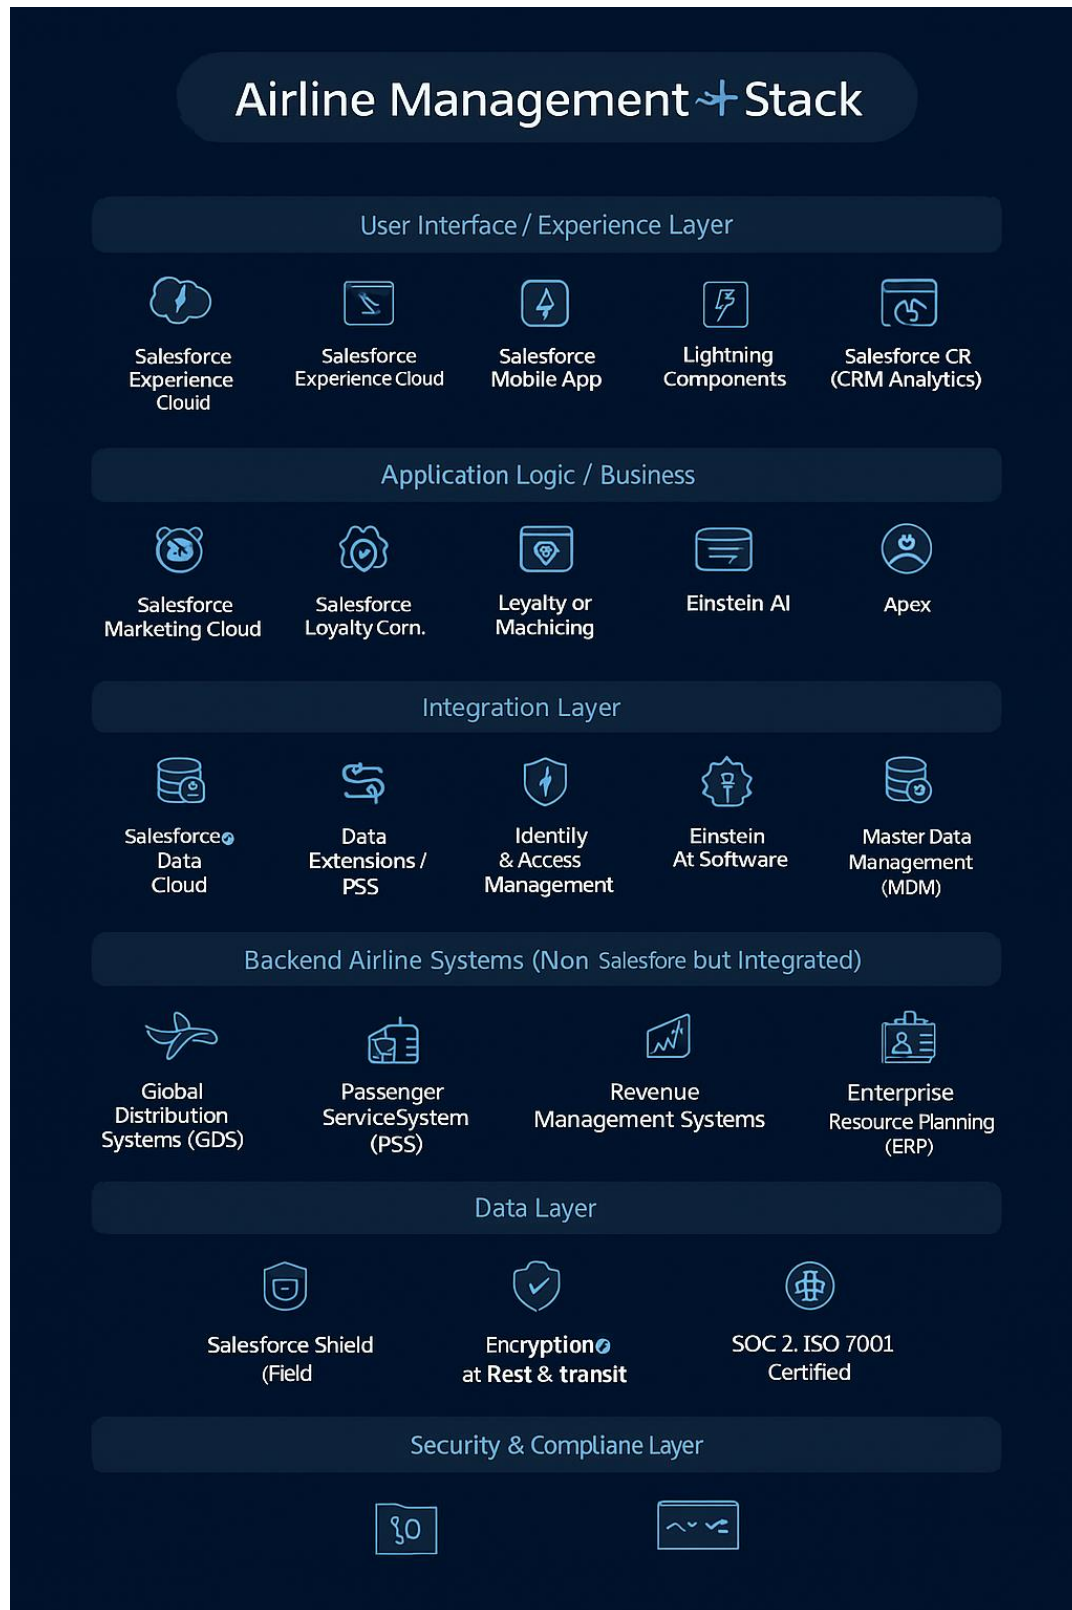 Airline Management Stack
User Interface / Experience Layer
Salesforce
Experience
Clouid
Salesforce
Experience Cloud
Salesforce
Mobile App
Lightning
Components
Salesforce CR
(CRM Analytics)
Application Logic / Business
Salesforce
Marketing Cloud
Salesforce
Loyalty Corn.
Leyalty or
Machicing
Einstein AI
Apex
Integration Layer
Salesforce
Data
Cloud
Data
Extensions /
PSS
Identily
& Access
Management
Einstein
At Software
Master Data
Management
(MDM)
Backend Airline Systems (Non Salesfore but Integrated)
Global
Distribution
Systems (GDS)
Passenger
ServiceSystem
(PSS)
Revenue
Management Systems
Enterprise
Resource Planning
(ERP)
Data Layer
Salesforce Shield
(Field
Encryption
at Rest & transit
SOC 2. ISO 7001
Certified
Security & Compliane Layer